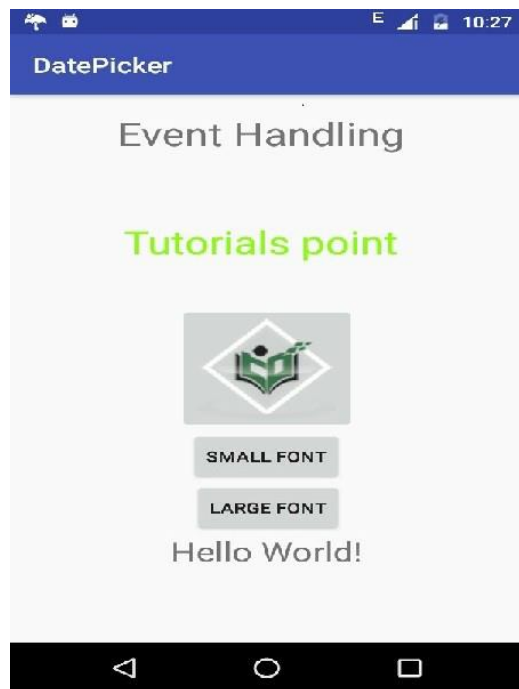 E 10:27
DatePicker
Event Handling
Tutorials point
SMALL FONT
LARGE FONT
Hello World!